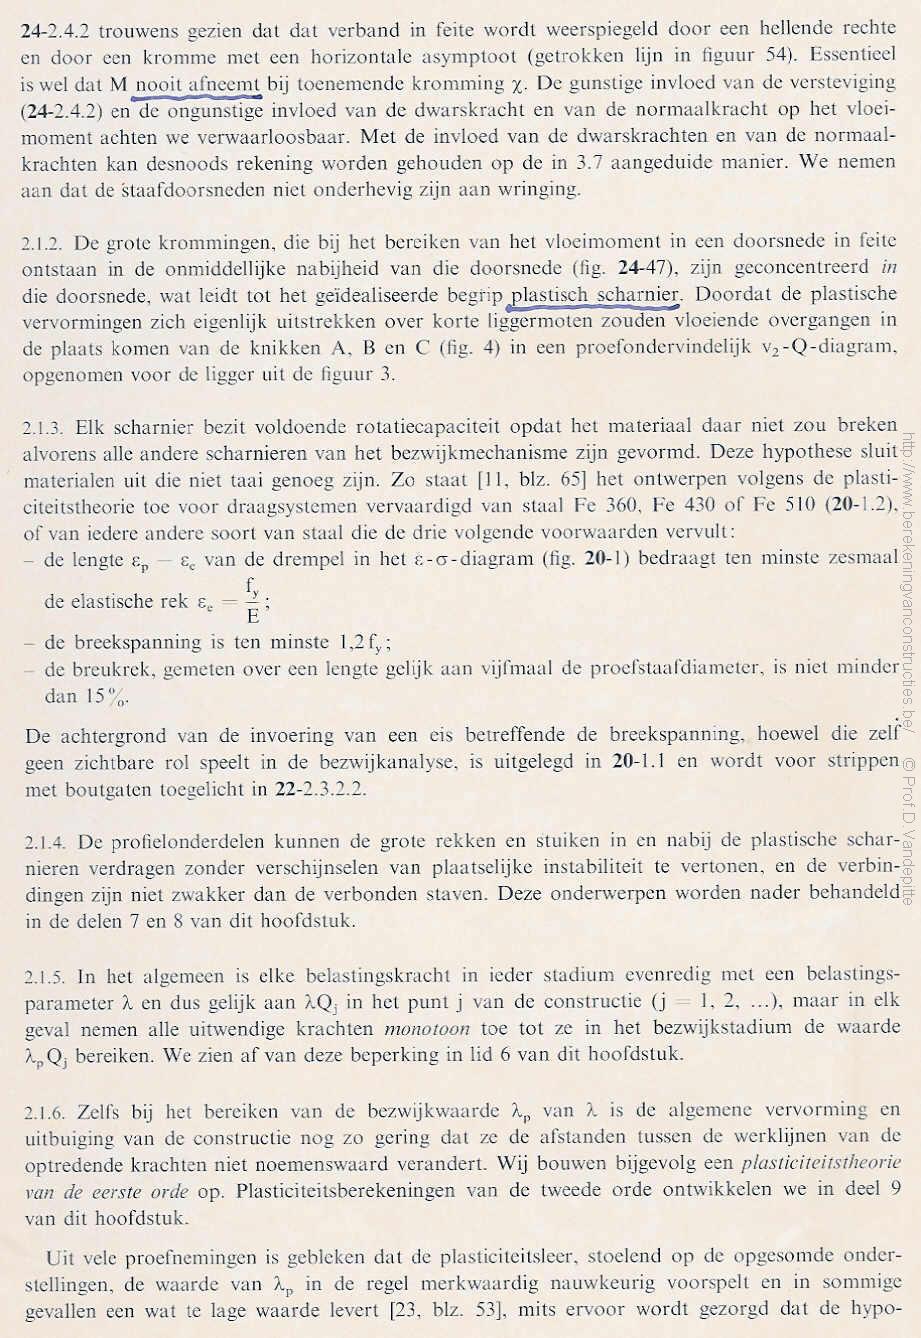 24-2.4.2 trouwens gezien dat dat verband in feite wordt weerspiegeld door een hellende rechte
en door een kromme met een horizontale asymptoot (getrokken lijn in figuur 54). Essentieel
is wel dat M nooit afneemt bij toenemende kromming χ. De gunstige invloed van de versteviging
(24-2.4.2) en de ongunstige invloed van de dwarskracht en van de normaalkracht op het vloei-
moment achten we verwaarloosbaar. Met de invloed van de dwarskrachten en van de normaal-
krachten kan desnoods rekening worden gehouden op de in 3.7 aangeduide manier. We nemen
aan dat de staafdoorsneden niet onderhevig zijn aan wringing.
2.1.2. De grote krommingen, die bij het bereiken van het vloeimoment in een doorsnede in feite
ontstaan in de onmiddellijke nabijheid van die doorsnede (fig. 24-47), zijn geconcentreerd in
die doorsnede, wat leidt tot het geïdealiseerde begrip plastisch scharnier. Doordat de plastische
vervormingen zich eigenlijk uitstrekken over korte liggermoten zouden vloeiende overgangen in
de plaats komen van de knikken A, B en C (fig. 4) in een proefondervindelijk v₂-Q-diagram,
opgenomen voor de ligger uit de figuur 3.
2.1.3. Elk scharnier bezit voldoende rotatiecapaciteit opdat het materiaal daar niet zou breken
alvorens alle andere scharnieren van het bezwijkmechanisme zijn gevormd. Deze hypothese sluit
materialen uit die niet taai genoeg zijn. Zo staat [11, blz. 65] het ontwerpen volgens de plasti-
citeitstheorie toe voor draagsystemen vervaardigd van staal Fe 360, Fe 430 of Fe 510 (20-1.2),
of van iedere andere soort van staal die de drie volgende voorwaarden vervult:
– de lengte εₚ – εₑ van de drempel in het ε-σ-diagram (fig. 20-1) bedraagt ten minste zesmaal
de elastische rek εₑ = f_y/E;
– de breekspanning is ten minste 1,2 f_y;
– de breukrek, gemeten over een lengte gelijk aan vijfmaal de proefstaafdiameter, is niet minder
dan 15%.
De achtergrond van de invoering van een eis betreffende de breekspanning, hoewel die zelf
geen zichtbare rol speelt in de bezwijkanalyse, is uitgelegd in 20-1.1 en wordt voor strippen
met boutgaten toegelicht in 22-2.3.2.2.
2.1.4. De profielonderdelen kunnen de grote rekken en stuiken in en nabij de plastische schar-
nieren verdragen zonder verschijnselen van plaatselijke instabiliteit te vertonen, en de verbin-
dingen zijn niet zwakker dan de verbonden staven. Deze onderwerpen worden nader behandeld
in de delen 7 en 8 van dit hoofdstuk.
2.1.5. In het algemeen is elke belastingskracht in ieder stadium evenredig met een belastings-
parameter λ en dus gelijk aan λQⱼ in het punt j van de constructie (j = 1, 2, ...), maar in elk
geval nemen alle uitwendige krachten monotoon toe tot ze in het bezwijkstadium de waarde
λₚQⱼ bereiken. We zien af van deze beperking in lid 6 van dit hoofdstuk.
2.1.6. Zelfs bij het bereiken van de bezwijkwaarde λₚ van λ is de algemene vervorming en
uitbuiging van de constructie nog zo gering dat ze de afstanden tussen de werklijnen van de
optredende krachten niet noemenswaard verandert. Wij bouwen bijgevolg een plasticiteitstheorie
van de eerste orde op. Plasticiteitsberekeningen van de tweede orde ontwikkelen we in deel 9
van dit hoofdstuk.
Uit vele proefnemingen is gebleken dat de plasticiteitsleer, stoelend op de opgesomde onder-
stellingen, de waarde van λₚ in de regel merkwaardig nauwkeurig voorspelt en in sommige
gevallen een wat te lage waarde levert [23, blz. 53], mits ervoor wordt gezorgd dat de hypo-
http://www.berekeningvanconstructies.be/ © Prof.D.Vandepitte